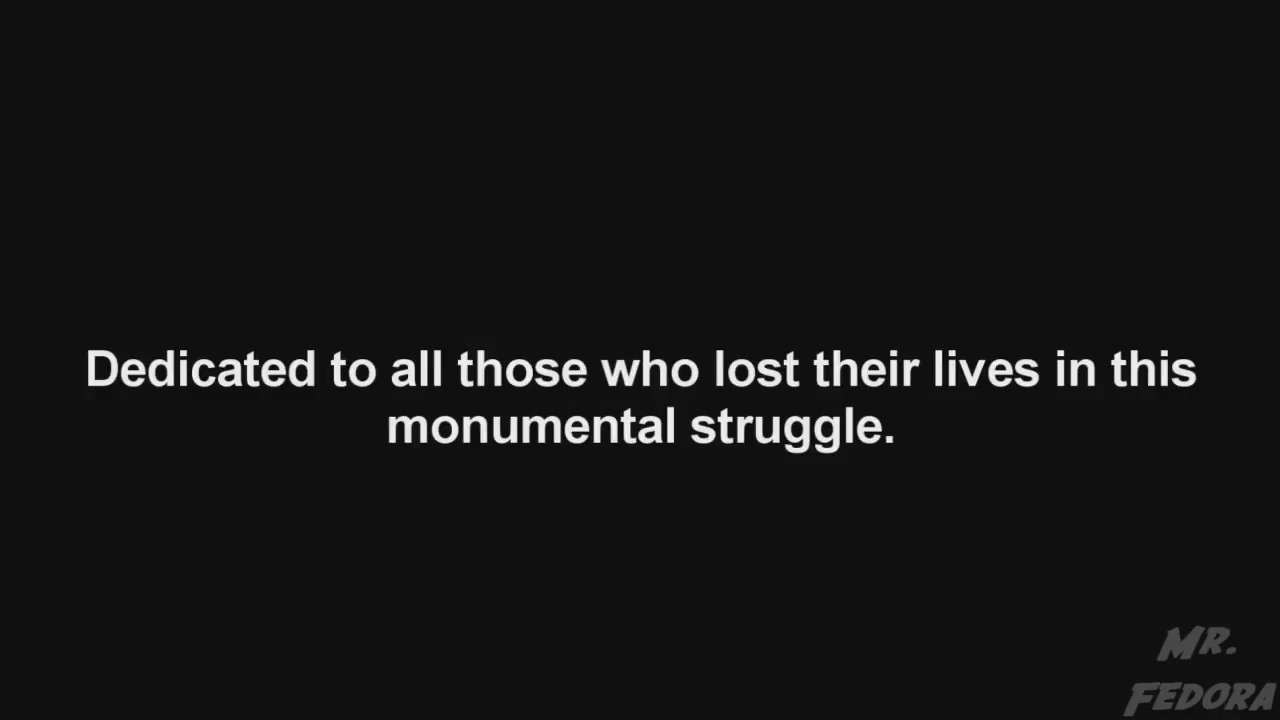 Dedicated to all those who lost their lives in this
monumental struggle.
MR.
FEDORA